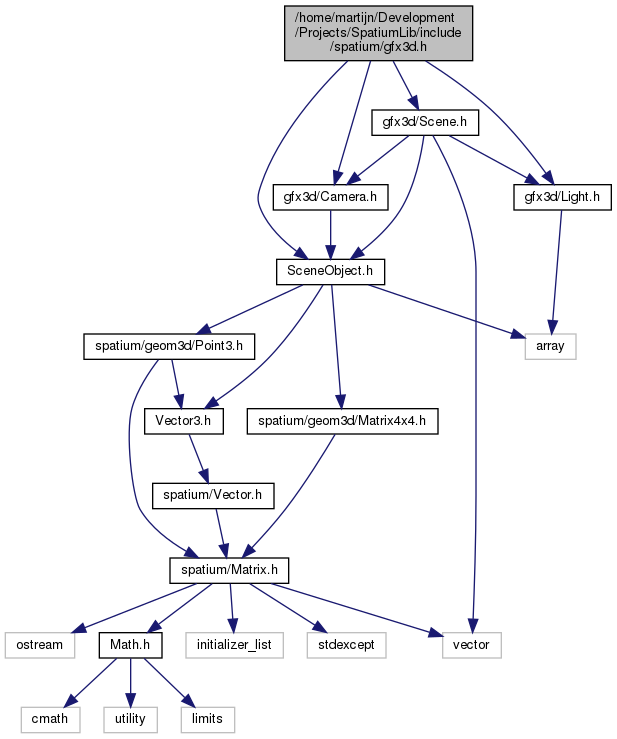 /home/martijn/Development
/Projects/SpatiumLib/include
/spatium/gfx3d.h
gfx3d/Scene.h
gfx3d/Camera.h
gfx3d/Light.h
SceneObject.h
spatium/geom3d/Point3.h
array
Vector3.h
spatium/geom3d/Matrix4x4.h
spatium/Vector.h
spatium/Matrix.h
ostream
Math.h
initializer_list
stdexcept
vector
cmath
utility
limits